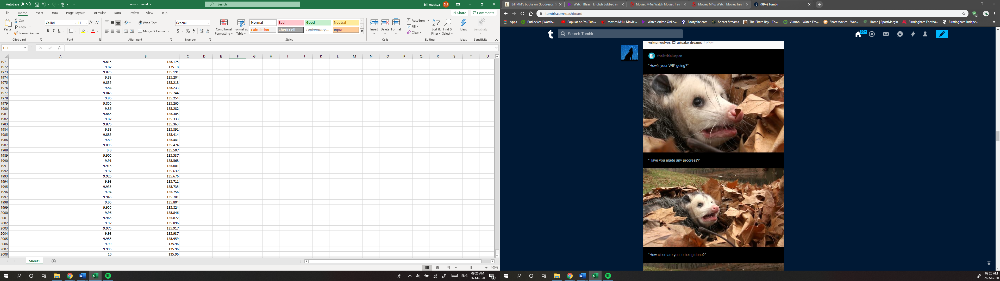 AutoSave Off arm - Saved Search bill mutisya BM
File Home Insert Draw Page Layout Formulas Data Review View Help Share Comments
Paste Cut Copy Format Painter Clipboard
Calibri 11 B I U Font
Wrap Text Merge & Center Alignment
General $ % Number
Conditional Formatting Format as Table
Normal Bad Good Neutral
Calculation Check Cell Explanatory ... Input
Styles
Insert Delete Format Cells
AutoSum Fill Clear Sort & Filter Find & Select Editing
Ideas Ideas
Sensitivity Sensitivity
F11 fx
A B C D E F G H I J K L M N O P Q R S T U
1971 9.815 135.175
1972 9.82 135.18
1973 9.825 135.191
1974 9.83 135.204
1975 9.835 135.218
1976 9.84 135.233
1977 9.845 135.244
1978 9.85 135.254
1979 9.855 135.265
1980 9.86 135.282
1981 9.865 135.305
1982 9.87 135.333
1983 9.875 135.363
1984 9.88 135.391
1985 9.885 135.414
1986 9.89 135.441
1987 9.895 135.474
1988 9.9 135.507
1989 9.905 135.537
1990 9.91 135.568
1991 9.915 135.601
1992 9.92 135.637
1993 9.925 135.676
1994 9.93 135.711
1995 9.935 135.735
1996 9.94 135.756
1997 9.945 135.781
1998 9.95 135.804
1999 9.955 135.824
2000 9.96 135.846
2001 9.965 135.872
2002 9.97 135.896
2003 9.975 135.917
2004 9.98 135.937
2005 9.985 135.959
2006 9.99 135.96
2007 9.995 135.96
2008 10 135.96
Sheet1
100%
ENG 09:26 AM
26-Mar-20 2
Bill MM's books on Goodreads Watch Bleach English Subbed in Movies M4u: Watch Movies free Movies M4u: Watch Movies free (99+) Tumblr
tumblr.com/dashboard
Apps PutLocker | Watch... Popular on YouTub... Movies M4u: Movie... Watch Anime Onlin... Footybite.com Soccer Streams The Pirate Bay - Th... Vumoo - Watch Fre... ShareMovies - Wat... Home | SportMargin Birmingham Footba... Birmingham Indepe... »
t Search Tumblr 99+
writtenwolves artsake-dreams Follow
thelittlebluepen
“How’s your WIP going?”
“Have you made any progress?”
“How close are you to being done?”
09:26 AM
26-Mar-20